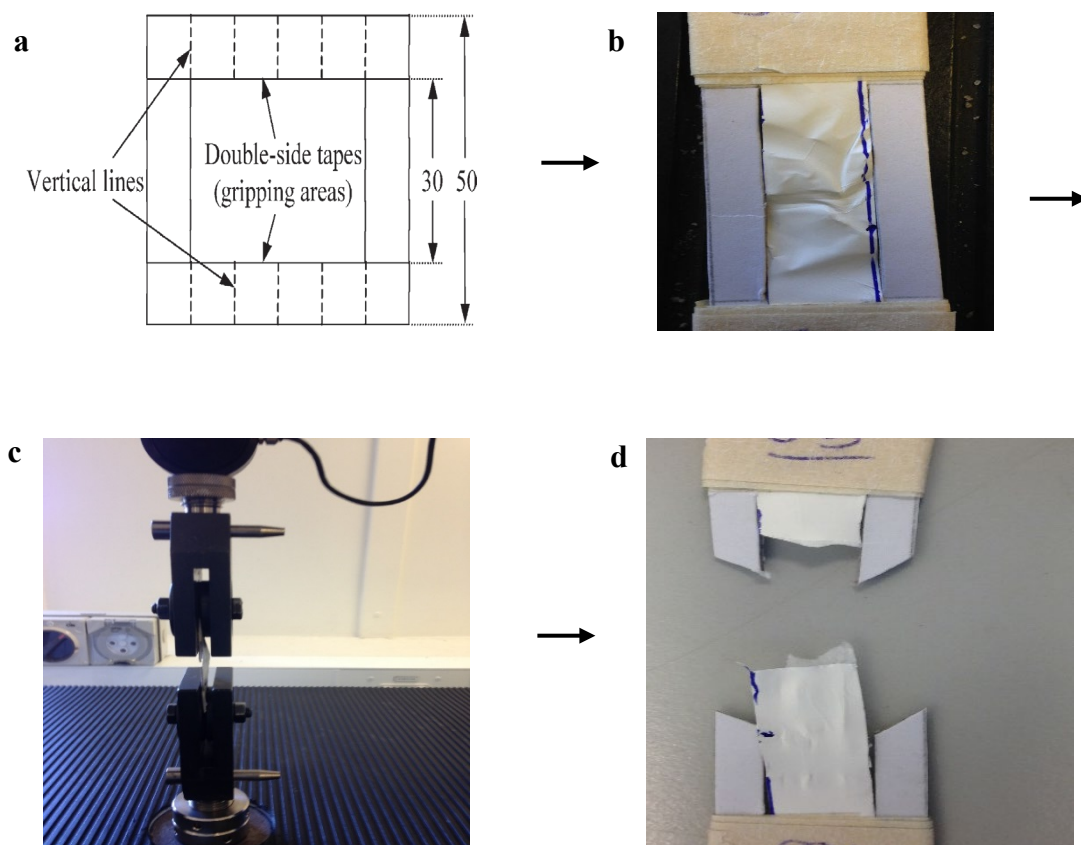 a
Vertical lines
Double-side tapes
(gripping areas)
30
50
b
c
d